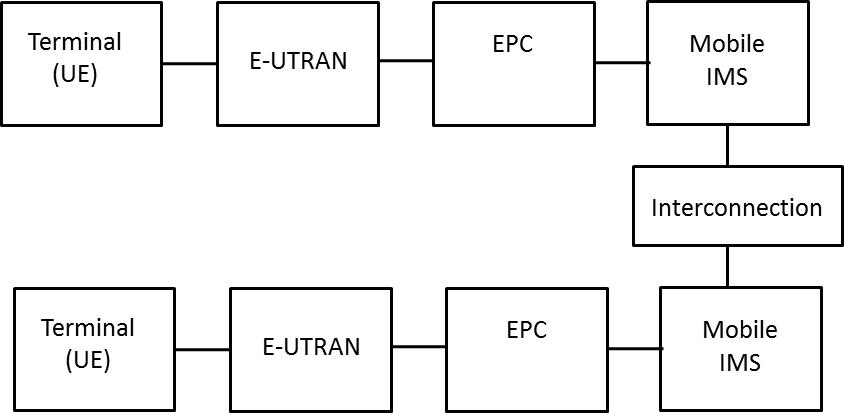 Terminal
(UE)
E-UTRAN
EPC
Mobile
IMS
Interconnection
Terminal
(UE)
E-UTRAN
EPC
Mobile
IMS